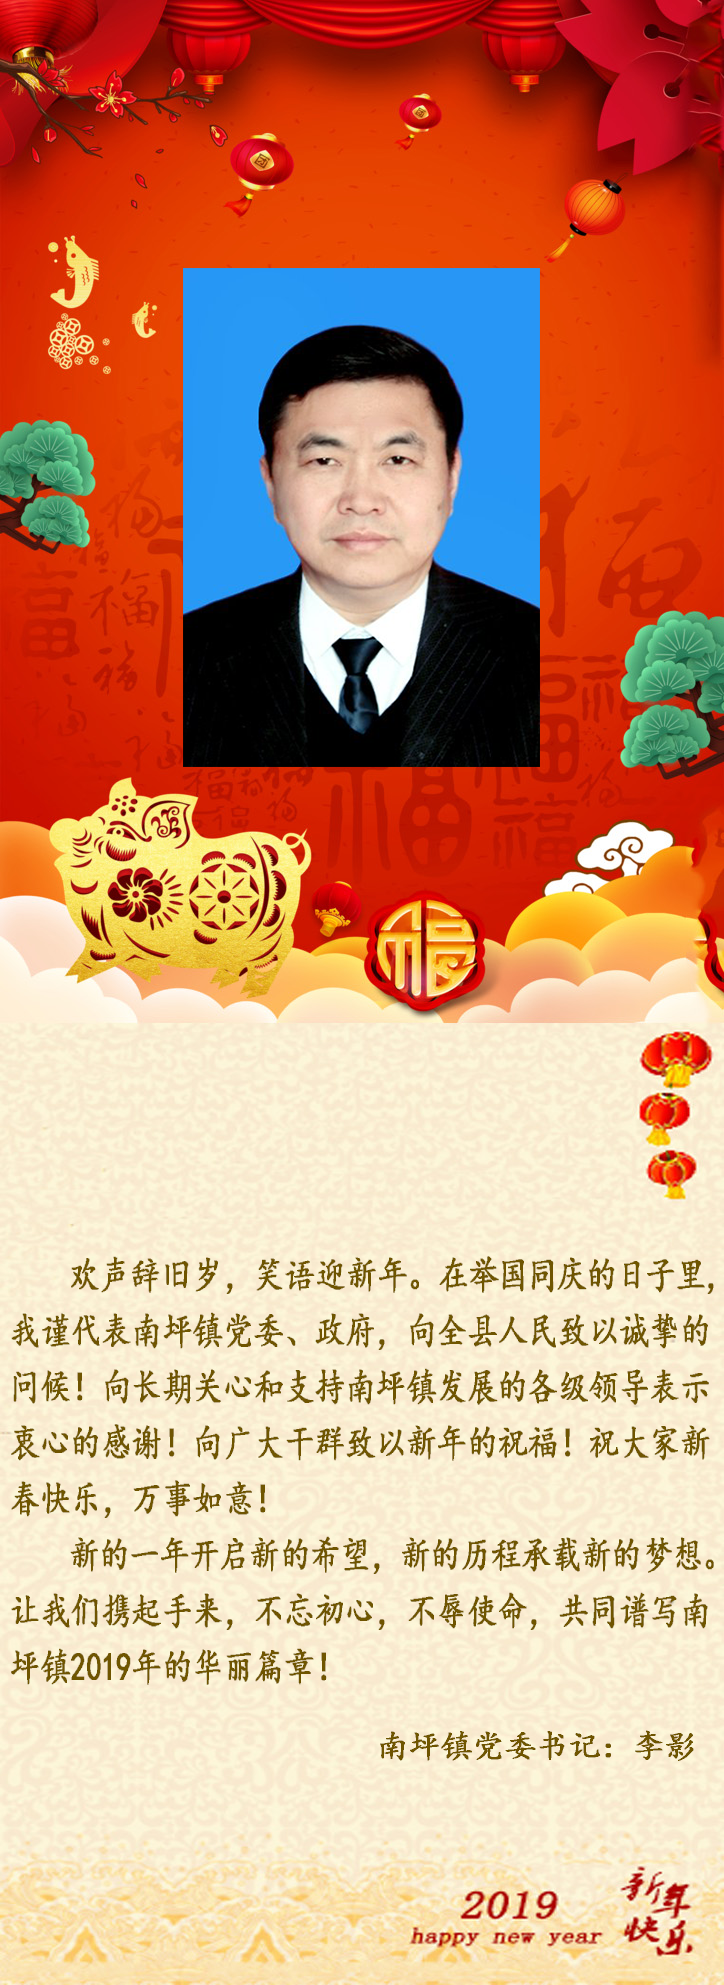 福
欢声辞旧岁，笑语迎新年。在举国同庆的日子里，
我谨代表南坪镇党委、政府，向全县人民致以诚挚的
问候！向长期关心和支持南坪镇发展的各级领导表示
衷心的感谢！向广大干群致以新年的祝福！祝大家新
春快乐，万事如意！
新的一年开启新的希望，新的历程承载新的梦想。
让我们携起手来，不忘初心，不辱使命，共同谱写南
坪镇2019年的华丽篇章！
南坪镇党委书记：李影
2019
happy new year
新年
快乐